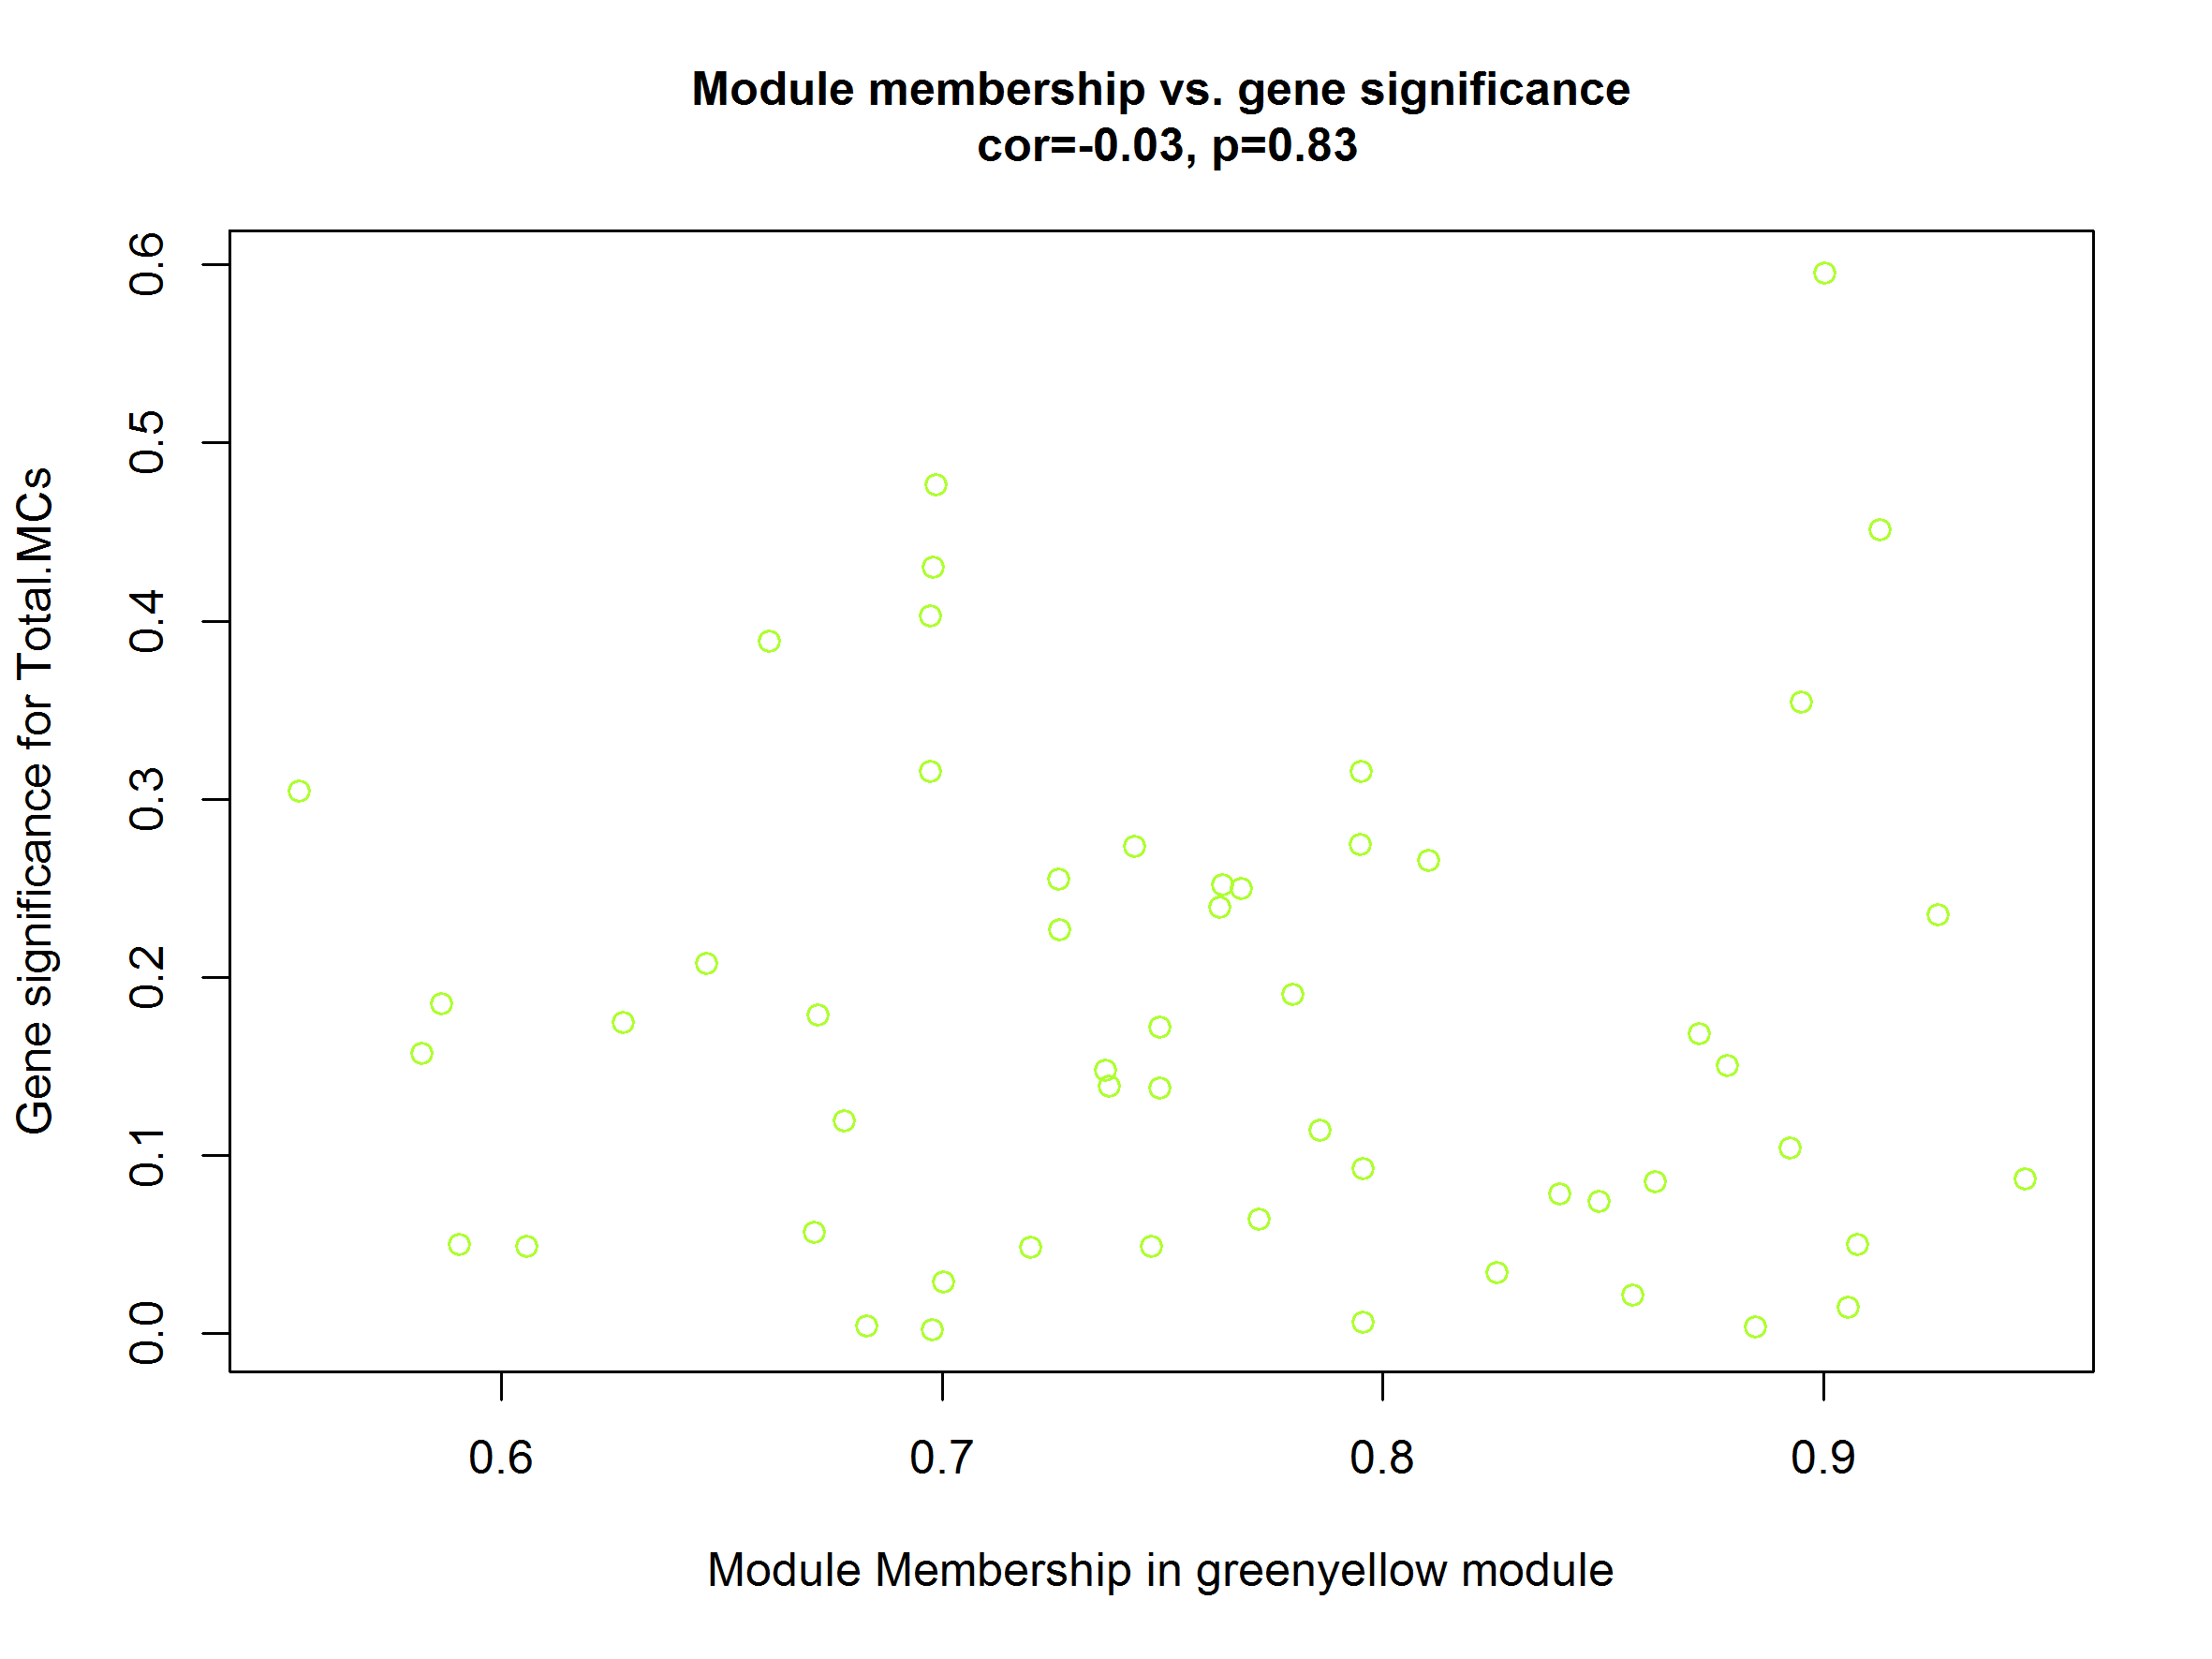 Module membership vs. gene significance
cor=-0.03, p=0.83
Gene significance for Total.MCs
0.6
0.5
0.4
0.3
0.2
0.1
0.0
0.6 0.7 0.8 0.9
Module Membership in greenyellow module